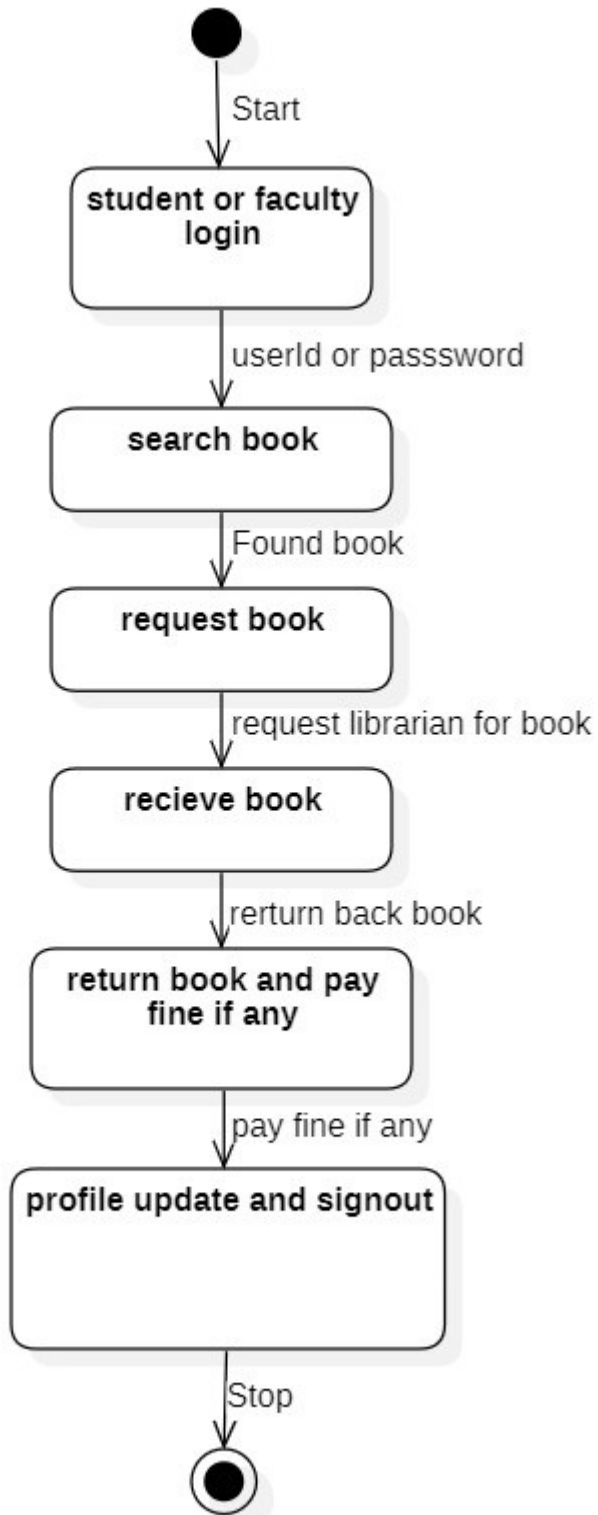 Start
student or faculty
login
userId or passsword
search book
Found book
request book
request librarian for book
recieve book
rerturn back book
return book and pay
fine if any
pay fine if any
profile update and signout
Stop